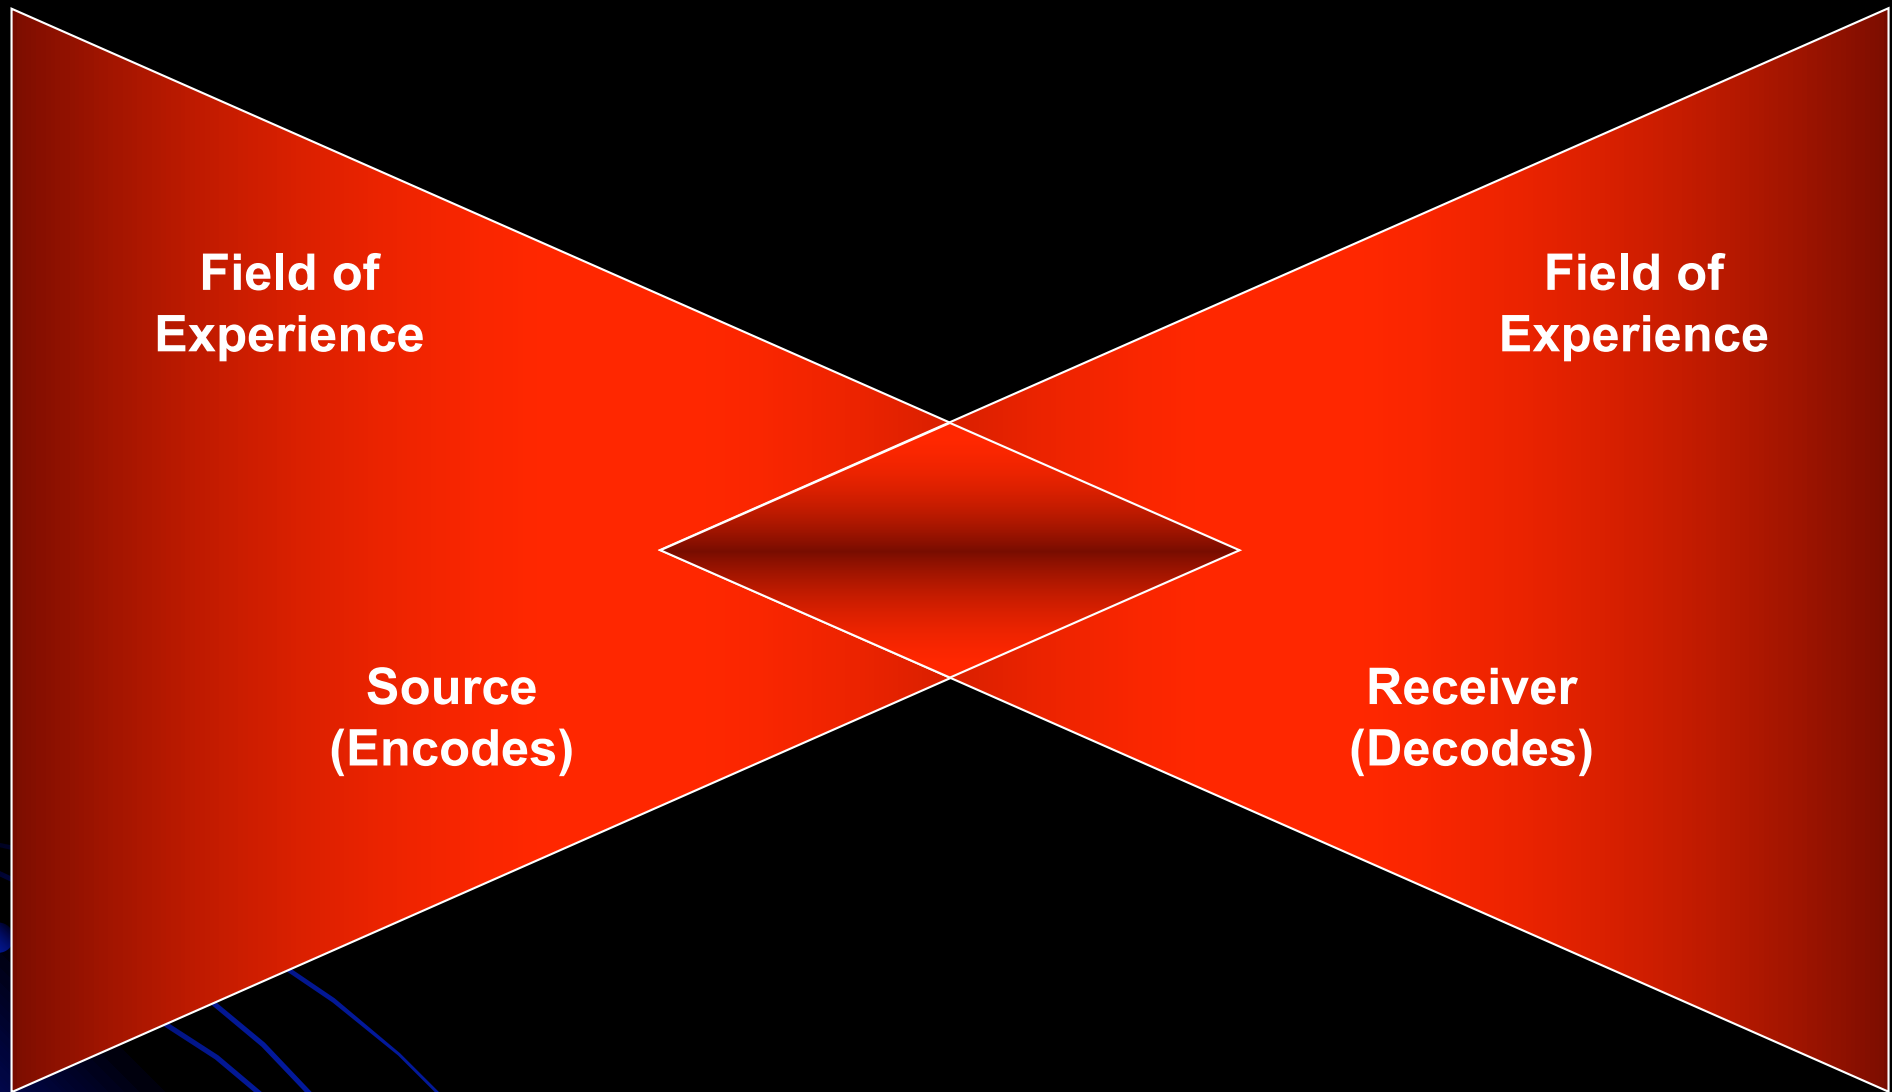 Field of
Experience
Field of
Experience
Source
(Encodes)
Receiver
(Decodes)